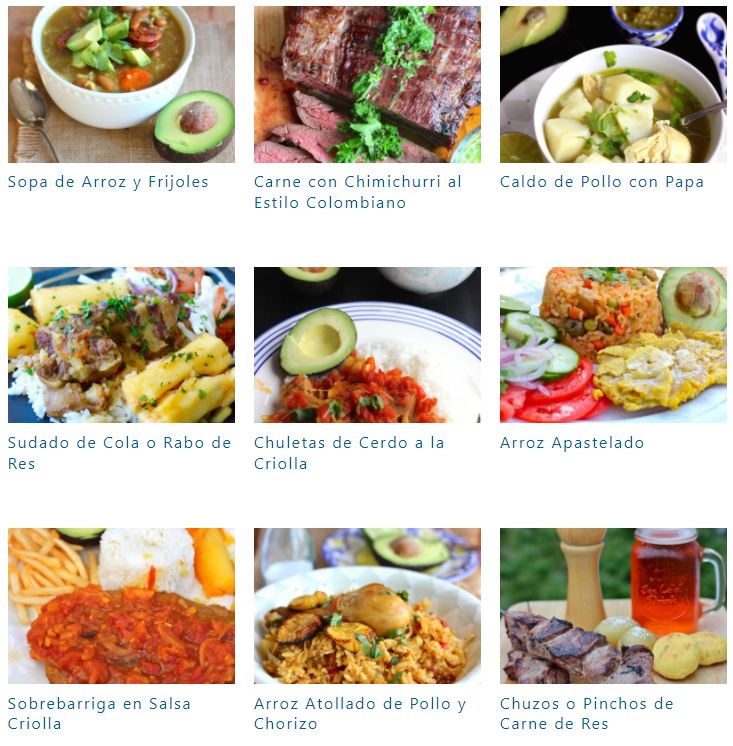 Sopa de Arroz y Frijoles
Carne con Chimichurri al
Estilo Colombiano
Caldo de Pollo con Papa
Sudado de Cola o Rabo de
Res
Chuletas de Cerdo a la
Criolla
Arroz Apastelado
Sobrebarriga en Salsa
Criolla
Arroz Atollado de Pollo y
Chorizo
Chuzos o Pinchos de
Carne de Res